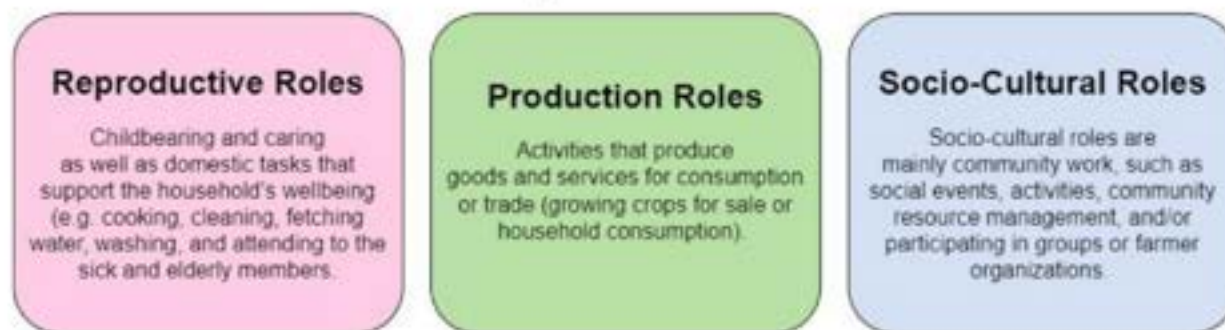 Reproductive Roles
Childbearing and caring
as well as domestic tasks that
support the household's wellbeing
(e.g. cooking, cleaning, fetching
water, washing, and attending to the
sick and elderly members.
Production Roles
Activities that produce
goods and services for consumption
or trade (growing crops for sale or
household consumption).
Socio-Cultural Roles
Socio-cultural roles are
mainly community work, such as
social events, activities, community
resource management, and/or
participating in groups or farmer
organizations.